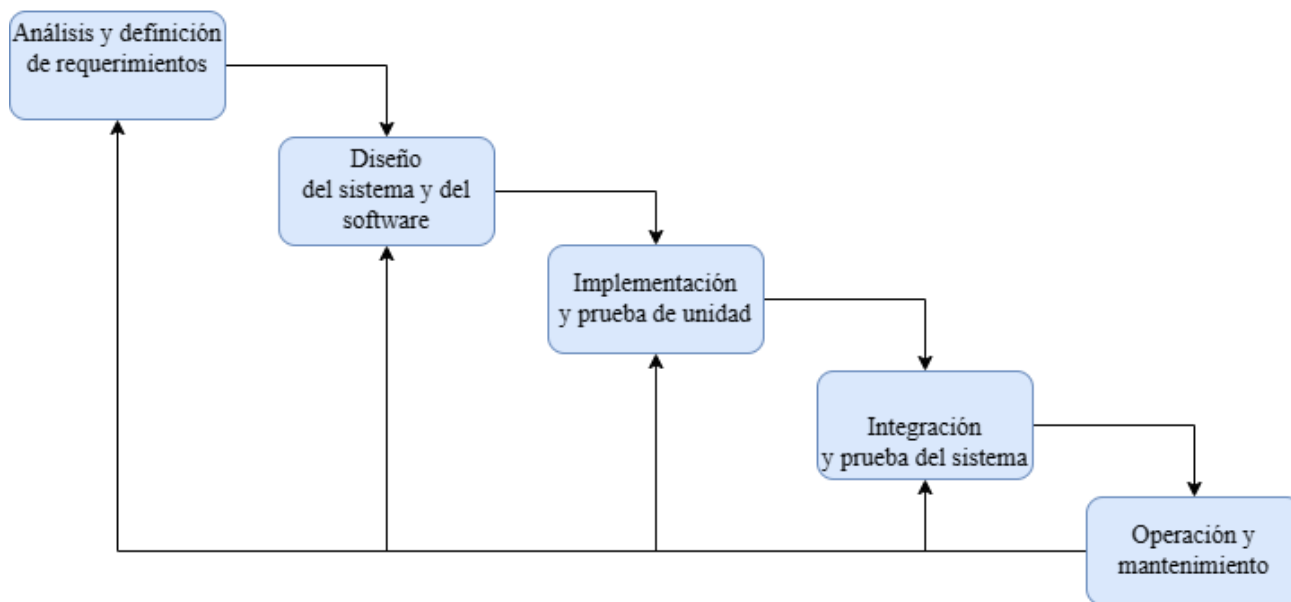 Análisis y definición
de requerimientos
Diseño
del sistema y del
software
Implementación
y prueba de unidad
Integración
y prueba del sistema
Operación y
mantenimiento